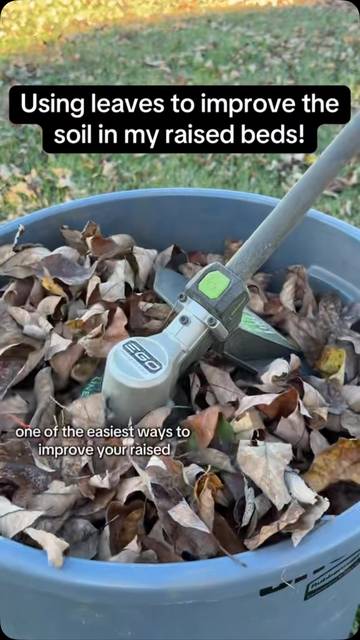 Using leaves to improve the
soil in my raised beds!
EGO
one of the easiest ways to
improve your raised